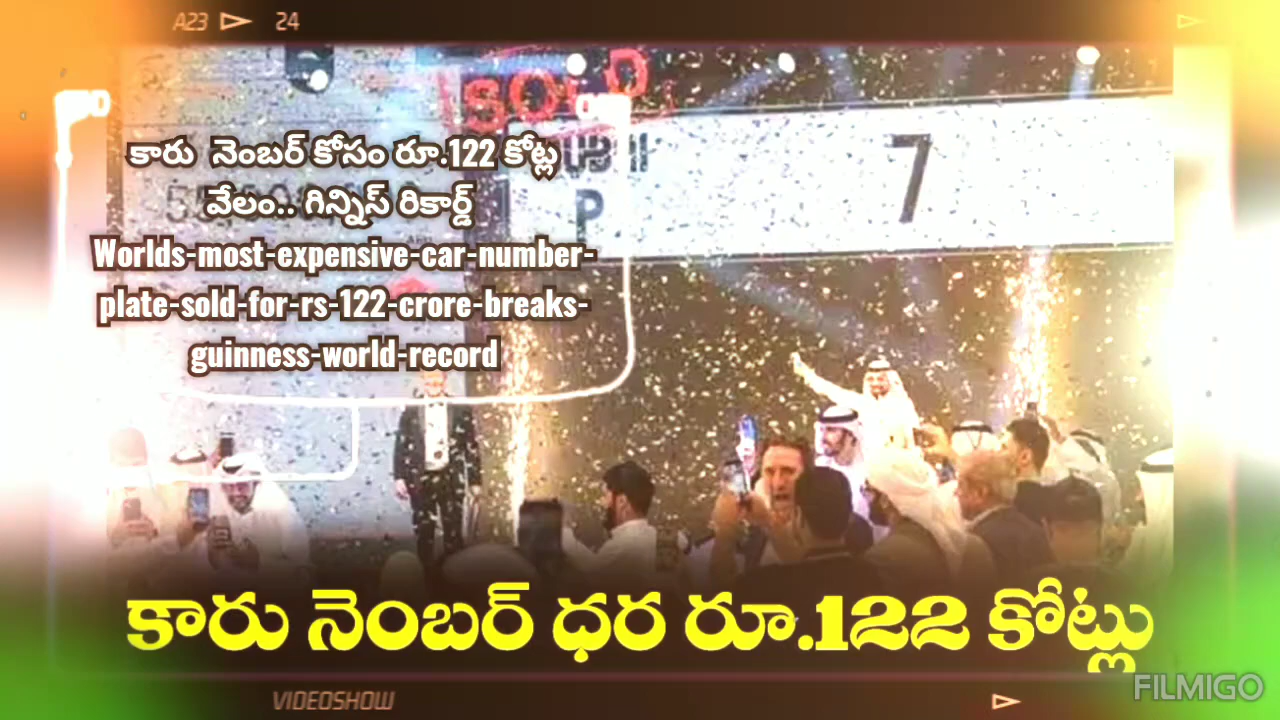 A23 24
SOLD
7
P
కారు నెంబర్ కోసం రూ.122 కోట్ల
వేలం.. గిన్నిస్ రికార్డ్
Worlds-most-expensive-car-number-
plate-sold-for-rs-122-crore-breaks-
guinness-world-record
కారు నెంబర్ ధర రూ.122 కోట్లు
VIDEOSHOW
FILMIGO